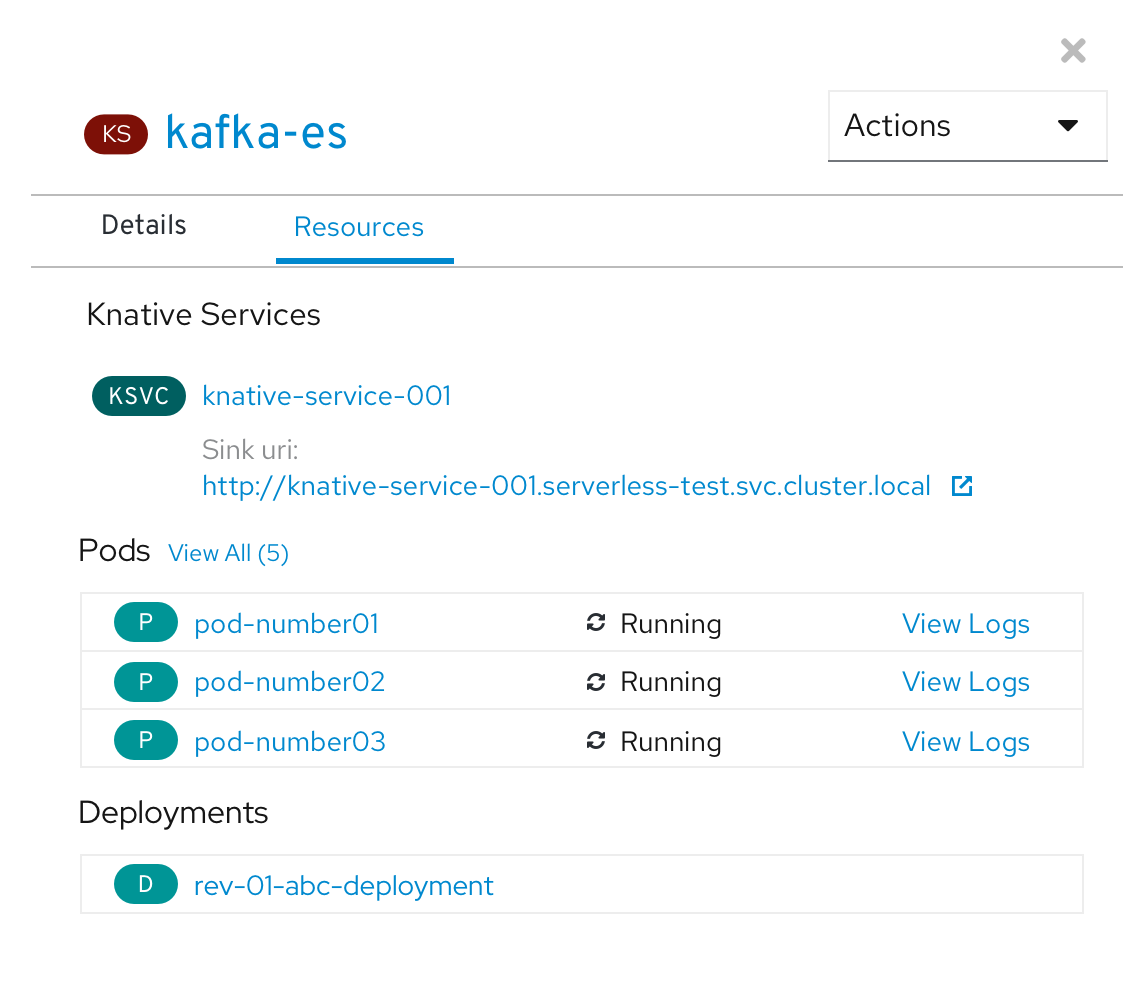 KS kafka-es
Actions
Details Resources
Knative Services
KSVC knative-service-001
Sink uri:
http://knative-service-001.serverless-test.svc.cluster.local
Pods View All (5)
P pod-number01 Running View Logs
P pod-number02 Running View Logs
P pod-number03 Running View Logs
Deployments
D rev-01-abc-deployment